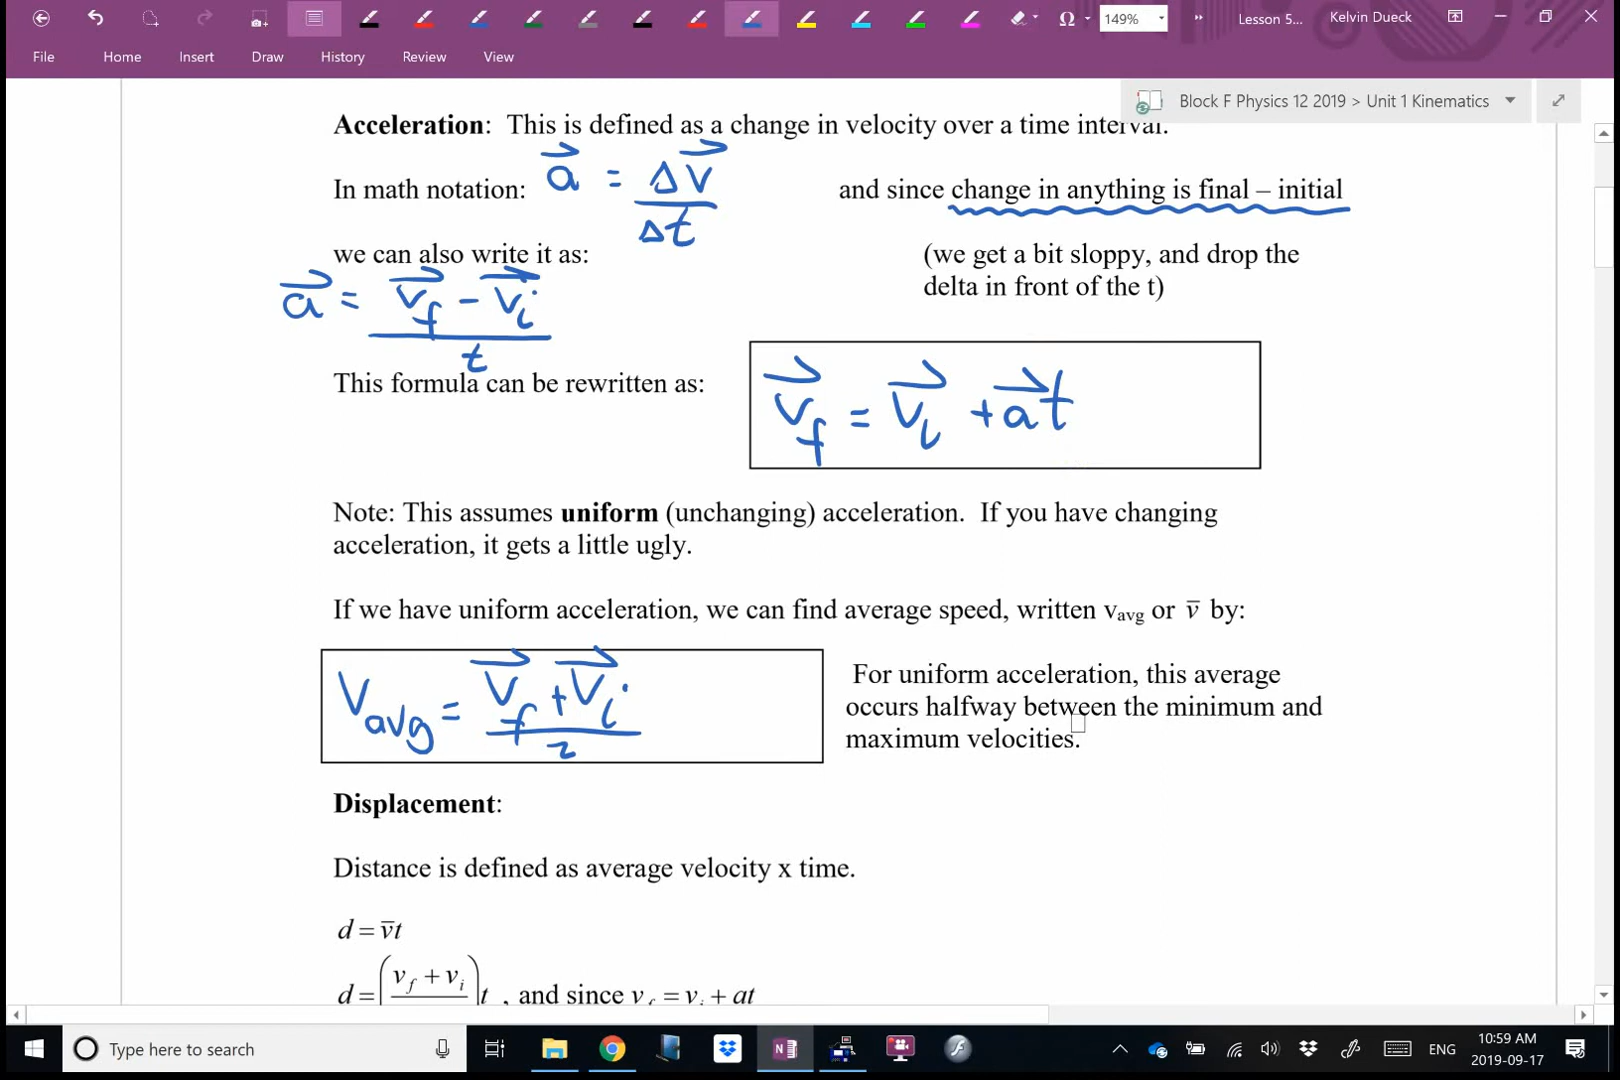 149%
Lesson 5...
Kelvin Dueck
File Home Insert Draw History Review View
Block F Physics 12 2019 > Unit 1 Kinematics
Acceleration: This is defined as a change in velocity over a time interval.
In math notation: a⃗ = Δv⃗ / Δt and since change in anything is final – initial
we can also write it as: (we get a bit sloppy, and drop the
delta in front of the t)
a⃗ = (v⃗f – v⃗i) / t
This formula can be rewritten as: v⃗f = v⃗i + a⃗t
Note: This assumes uniform (unchanging) acceleration. If you have changing
acceleration, it gets a little ugly.
If we have uniform acceleration, we can find average speed, written vavg or v̅ by:
Vavg = (V⃗f + V⃗i) / 2
For uniform acceleration, this average
occurs halfway between the minimum and
maximum velocities.
Displacement:
Distance is defined as average velocity x time.
d = v̅t
d = (vf + vi) t , and since vf = vi + at
Type here to search
ENG
10:59 AM
2019-09-17